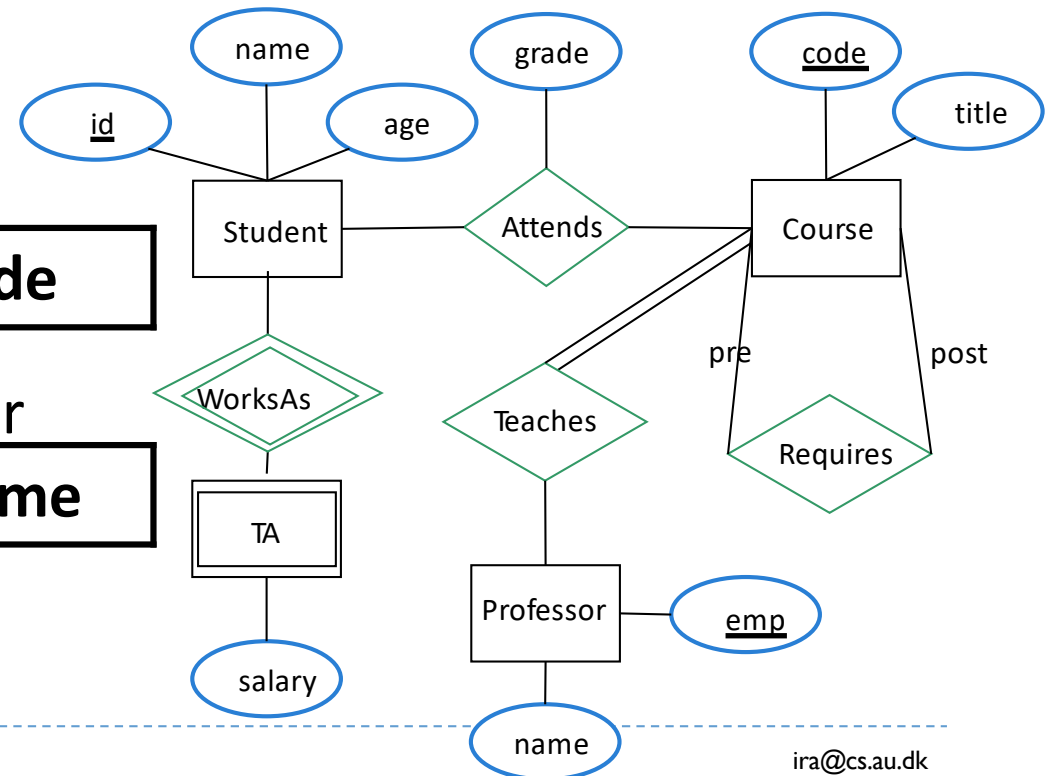 name
grade
code
id
age
title
Student
Attends
Course
de
pre
post
WorksAs
Teaches
Requires
r
me
TA
Professor
emp
salary
name
ira@cs.au.dk